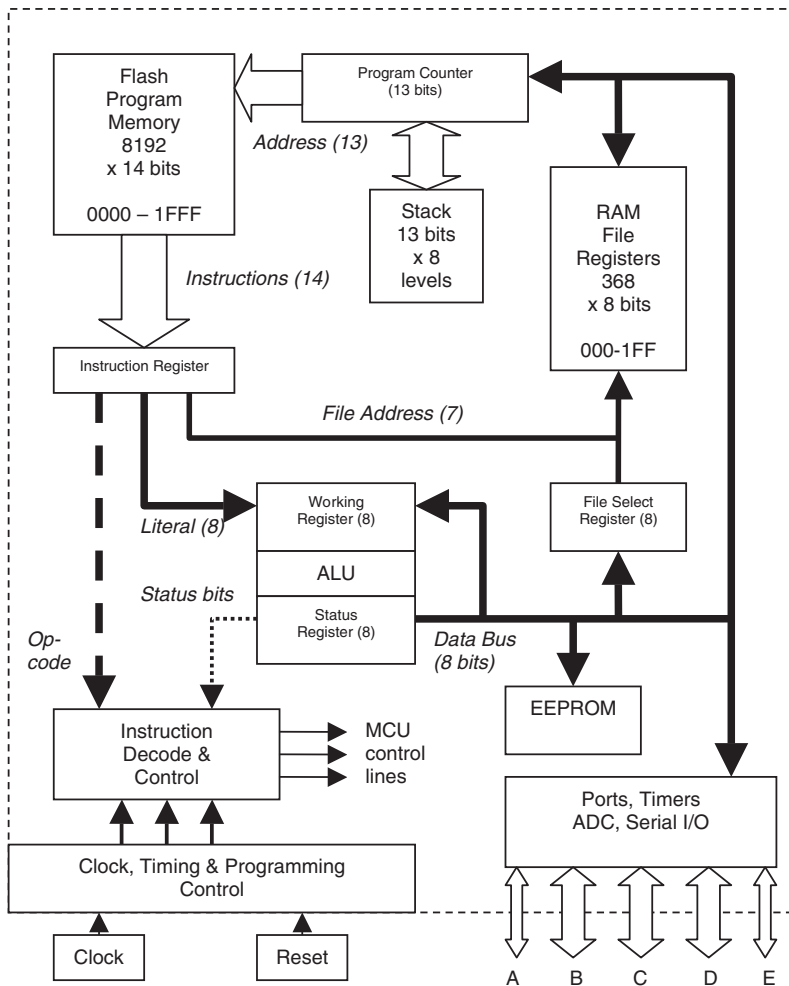 Flash
Program
Memory
8192
x 14 bits
0000 – 1FFF
Program Counter
(13 bits)
Address (13)
Stack
13 bits
x 8
levels
RAM
File
Registers
368
x 8 bits
000-1FF
Instructions (14)
Instruction Register
File Address (7)
Literal (8)
Working
Register (8)
ALU
Status
Register (8)
File Select
Register (8)
Status bits
Data Bus
(8 bits)
Op-
code
EEPROM
Instruction
Decode &
Control
MCU
control
lines
Ports, Timers
ADC, Serial I/O
Clock, Timing & Programming
Control
Clock
Reset
A
B
C
D
E